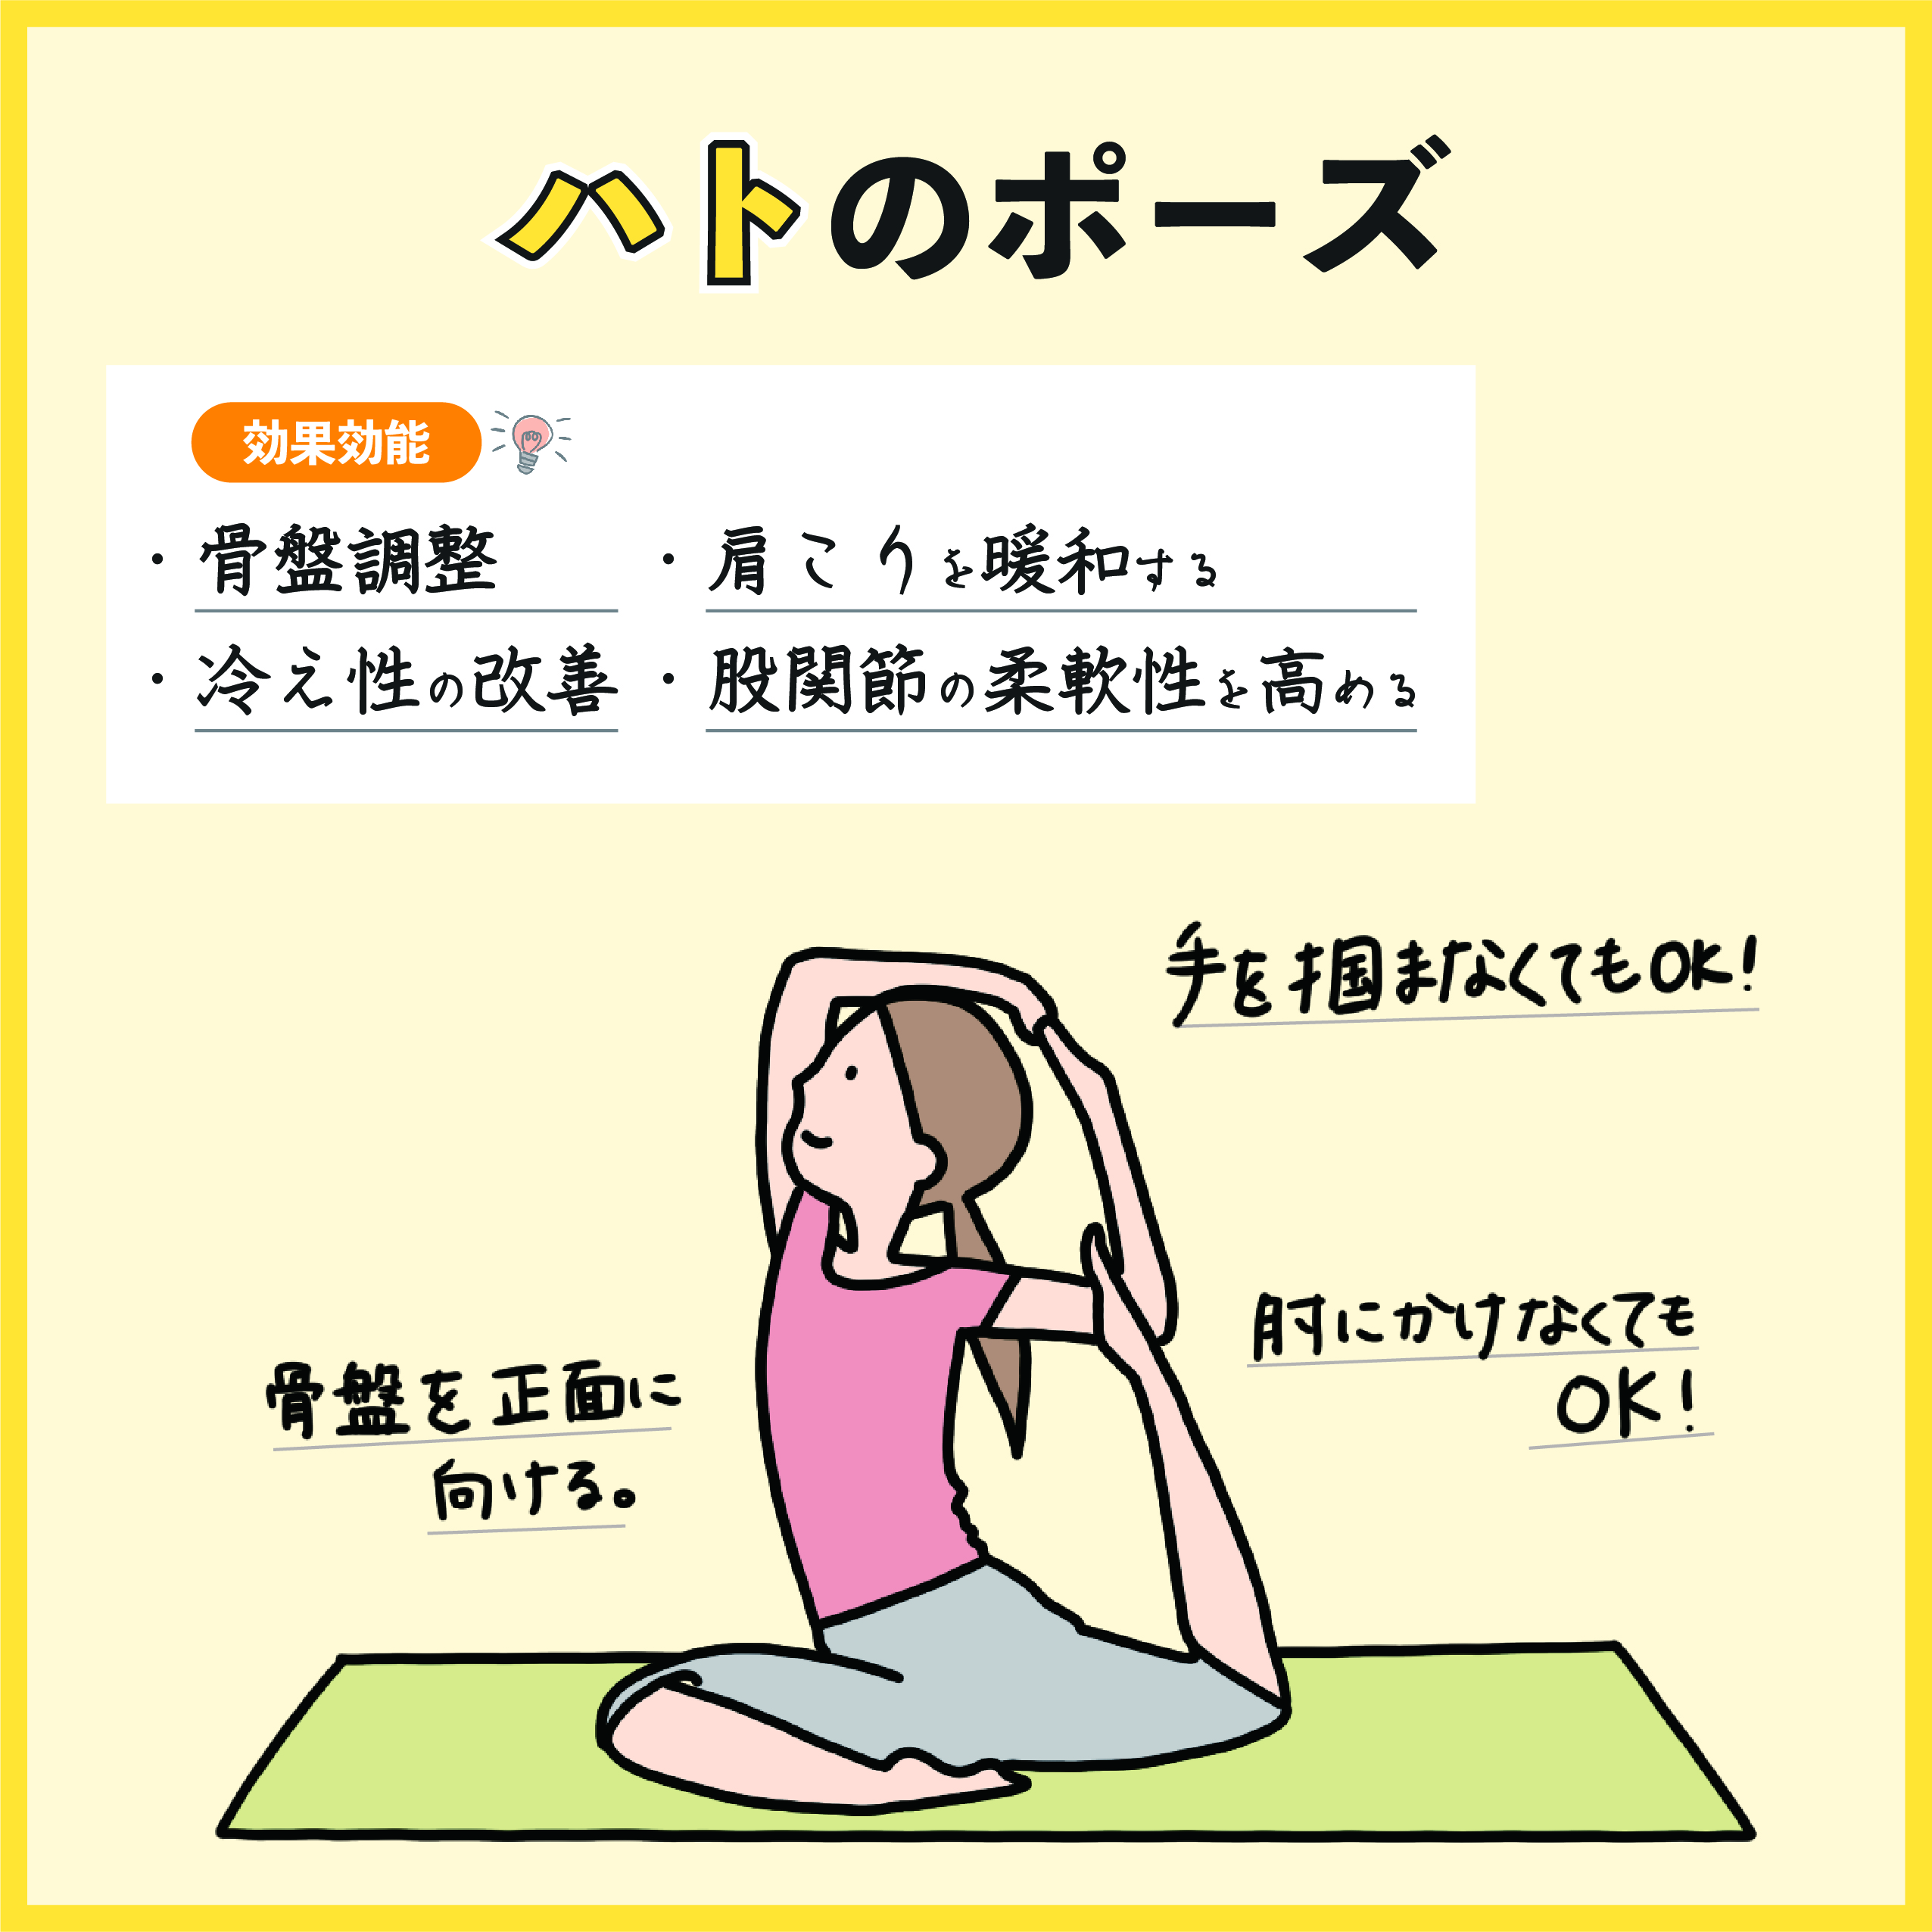 ハトのポーズ
効果効能
・骨盤調整
・肩こりを暖和する
・冷え性の改善
・股関節の柔軟性を高める
手を掴まなくてもOK!
肘にかけなくても
OK!
骨盤を正面に
向ける。